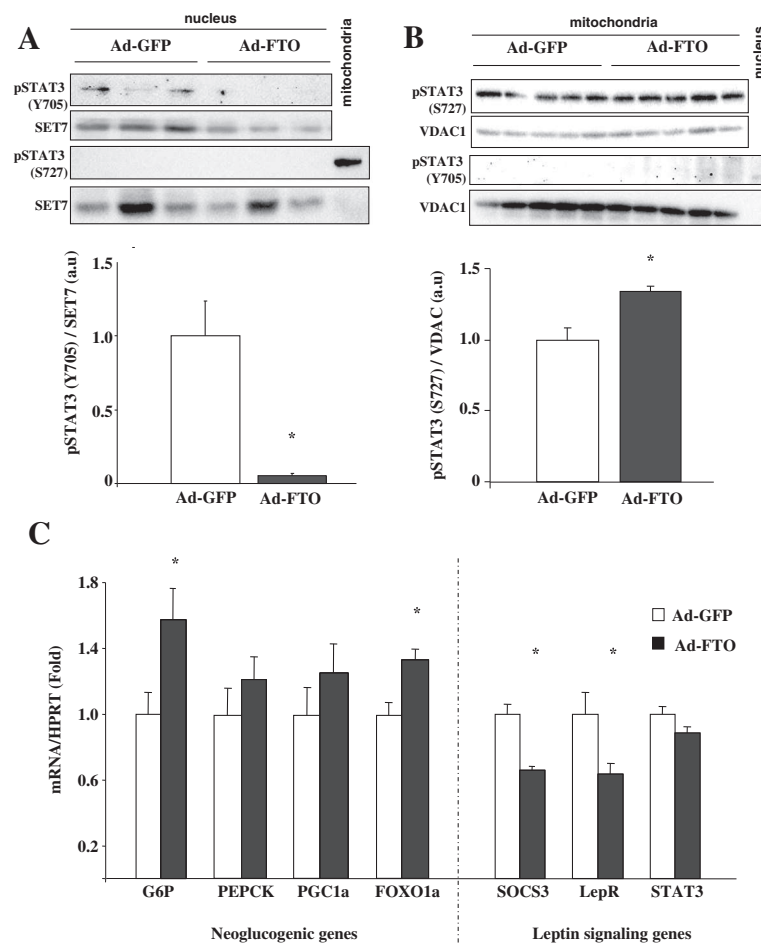 A
nucleus
Ad-GFP
Ad-FTO
mitochondria
pSTAT3
(Y705)
SET7
pSTAT3
(S727)
SET7
pSTAT3 (Y705) / SET7 (a.u)
1.5
1.0
0.5
0
*
Ad-GFP
Ad-FTO
B
mitochondria
Ad-GFP
Ad-FTO
nucleus
pSTAT3
(S727)
VDAC1
pSTAT3
(Y705)
VDAC1
pSTAT3 (S727) / VDAC (a.u)
1.5
1.0
0.5
0
*
Ad-GFP
Ad-FTO
C
mRNA/HPRT (Fold)
1.8
1.4
1.0
0.6
0.2
*
*
*
*
Ad-GFP
Ad-FTO
G6P PEPCK PGC1a FOXO1a SOCS3 LepR STAT3
Neoglucogenic genes
Leptin signaling genes